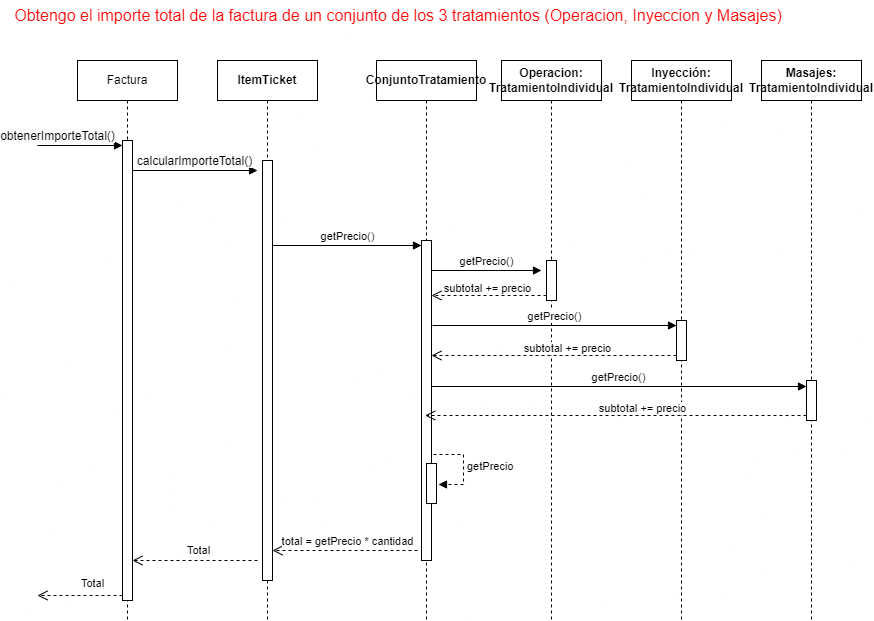 Obtengo el importe total de la factura de un conjunto de los 3 tratamientos (Operacion, Inyeccion y Masajes)
Factura
ItemTicket
ConjuntoTratamiento
Operacion:
TratamientoIndividual
Inyección:
TratamientoIndividual
Masajes:
TratamientoIndividual
obtenerImporteTotal()
calcularImporteTotal()
getPrecio()
getPrecio()
subtotal += precio
getPrecio()
subtotal += precio
getPrecio()
subtotal += precio
getPrecio
total = getPrecio * cantidad
Total
Total